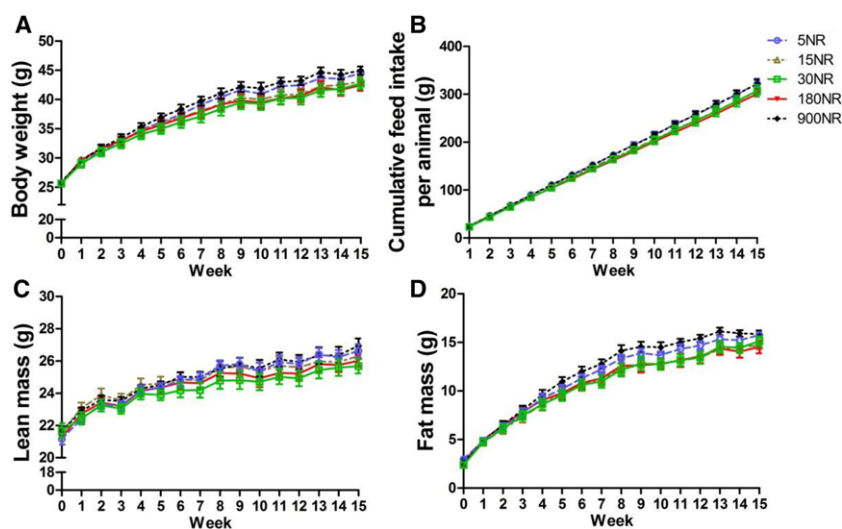 A
Body weight (g)
50
45
40
35
30
25
20
0
0 1 2 3 4 5 6 7 8 9 10 11 12 13 14 15
Week
B
Cumulative feed intake
per animal (g)
400
300
200
100
0
1 2 3 4 5 6 7 8 9 10 11 12 13 14 15
Week
5NR
15NR
30NR
180NR
900NR
C
Lean mass (g)
30
28
26
24
22
20
18
0
0 1 2 3 4 5 6 7 8 9 10 11 12 13 14 15
Week
D
Fat mass (g)
20
15
10
5
0
0 1 2 3 4 5 6 7 8 9 10 11 12 13 14 15
Week